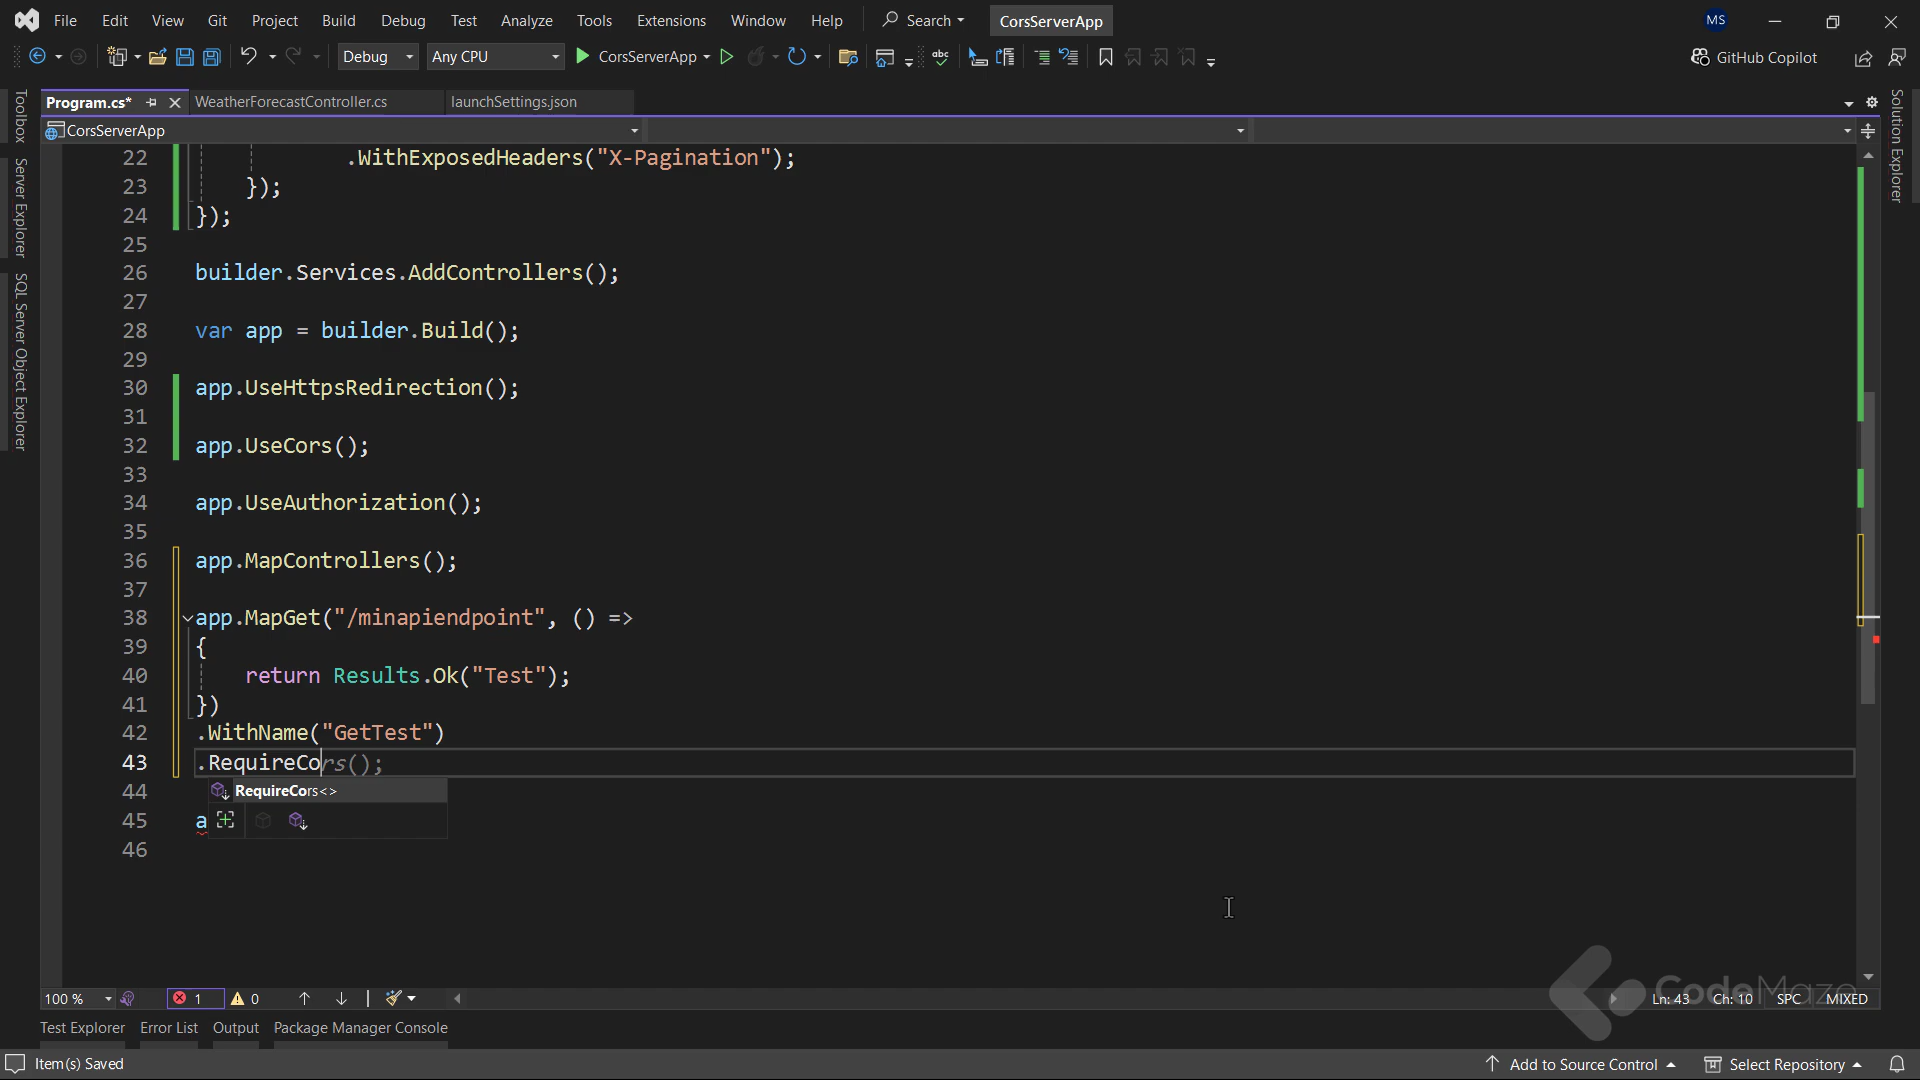 File Edit View Git Project Build Debug Test Analyze Tools Extensions Window Help Search CorsServerApp MS
Debug Any CPU CorsServerApp GitHub Copilot
Program.cs* WeatherForecastController.cs launchSettings.json
CorsServerApp
Toolbox
Server Explorer
SQL Server Object Explorer
Solution Explorer
22 .WithExposedHeaders("X-Pagination");
23 });
24 });
25
26 builder.Services.AddControllers();
27
28 var app = builder.Build();
29
30 app.UseHttpsRedirection();
31
32 app.UseCors();
33
34 app.UseAuthorization();
35
36 app.MapControllers();
37
38 app.MapGet("/minapiendpoint", () =>
39 {
40 return Results.Ok("Test");
41 })
42 .WithName("GetTest")
43 .RequireCors();
44 RequireCors<>
45 a
46
CodeMaze
100 % 1 0 Ln: 43 Ch: 10 SPC MIXED
Test Explorer Error List Output Package Manager Console
Item(s) Saved Add to Source Control Select Repository